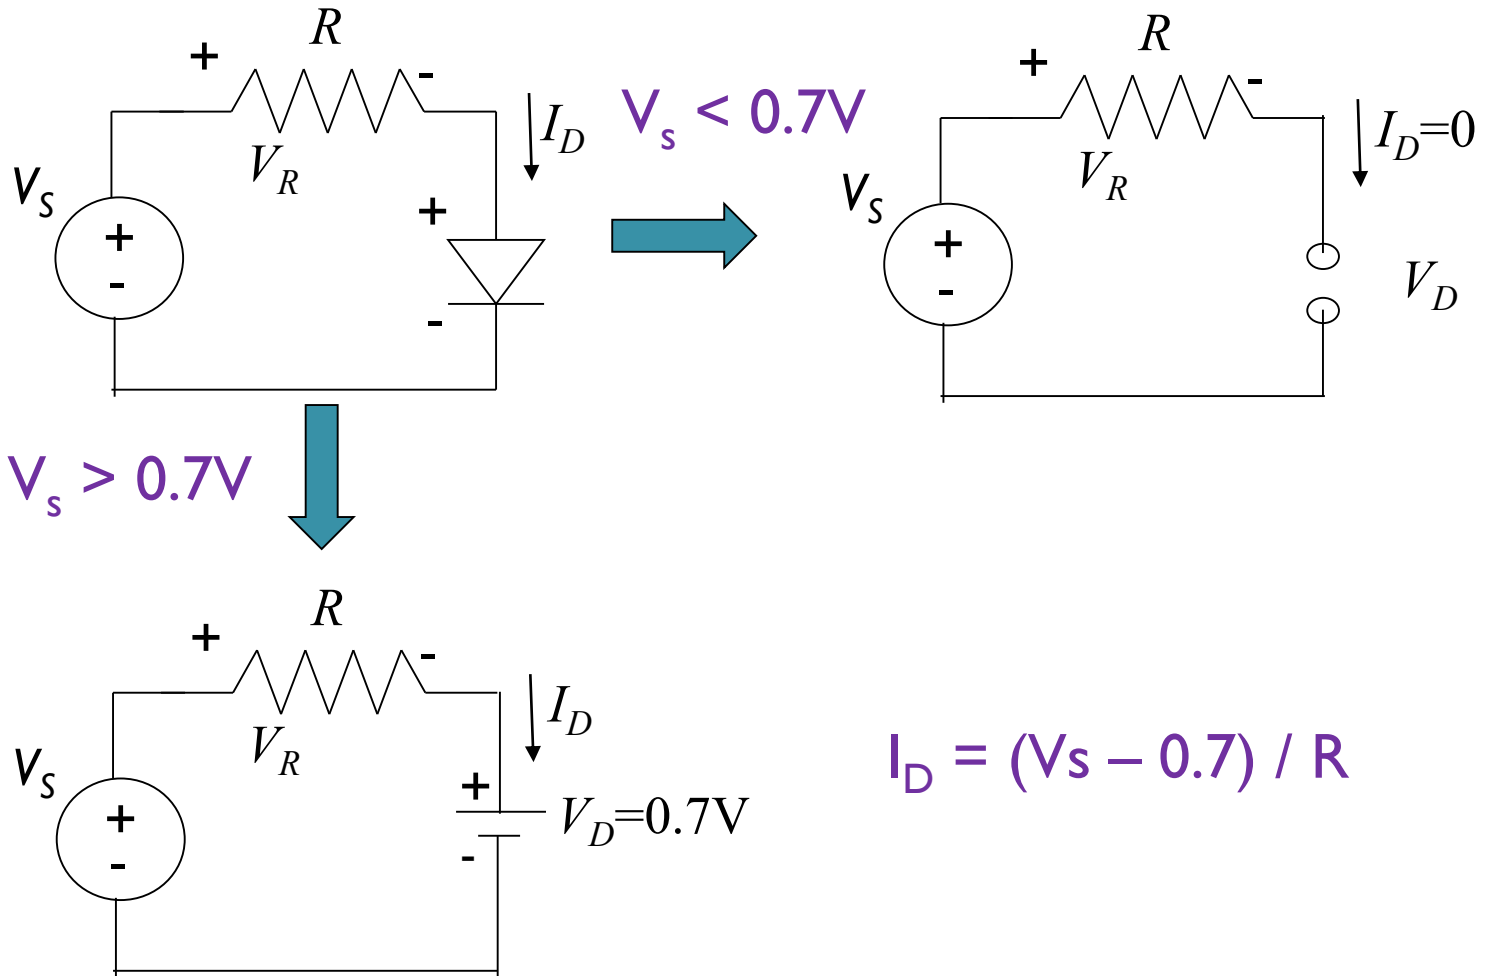 R
+ -
V_R
I_D
V_S
+
-
+
-
V_s < 0.7V
R
+ -
V_R
I_D=0
V_S
+
-
V_D
V_s > 0.7V
R
+ -
V_R
I_D
V_S
+
-
+
-
V_D=0.7V
I_D = (Vs – 0.7) / R